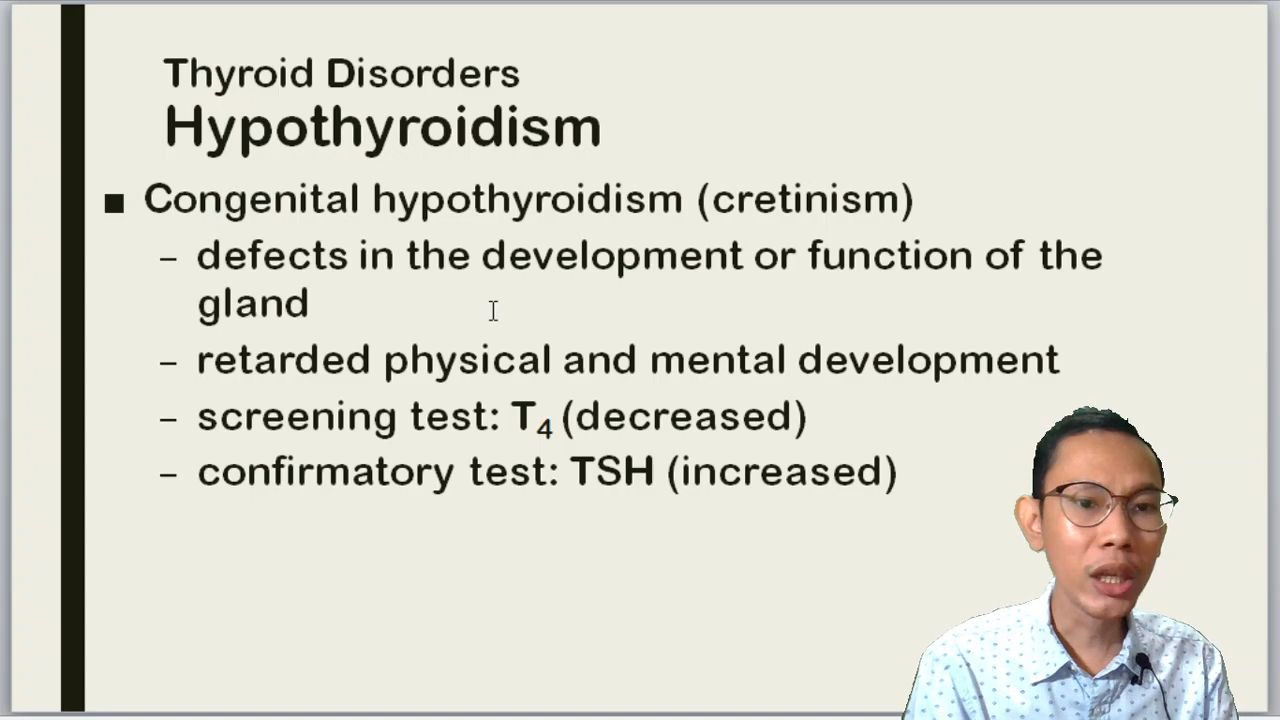 Thyroid Disorders
Hypothyroidism
■ Congenital hypothyroidism (cretinism)
– defects in the development or function of the
gland
– retarded physical and mental development
– screening test: T₄ (decreased)
– confirmatory test: TSH (increased)